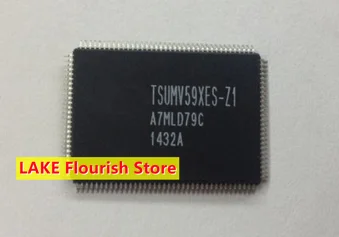 TSUMV59XES-Z1
A7MLD79C
1432A
LAKE Flourish Store